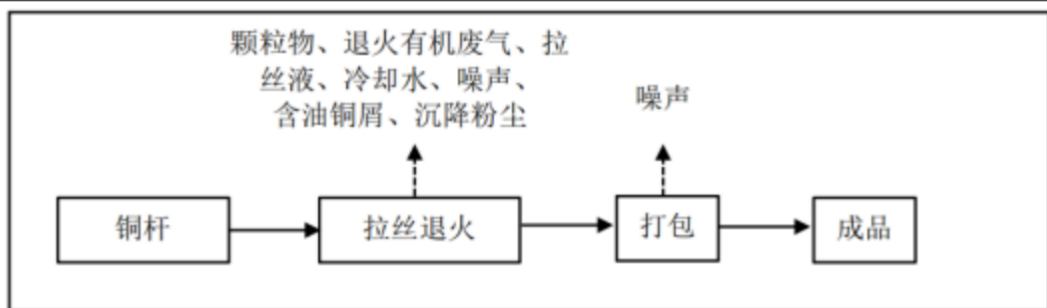 颗粒物、退火有机废气、拉
丝液、冷却水、噪声、
含油铜屑、沉降粉尘
噪声
铜杆
拉丝退火
打包
成品